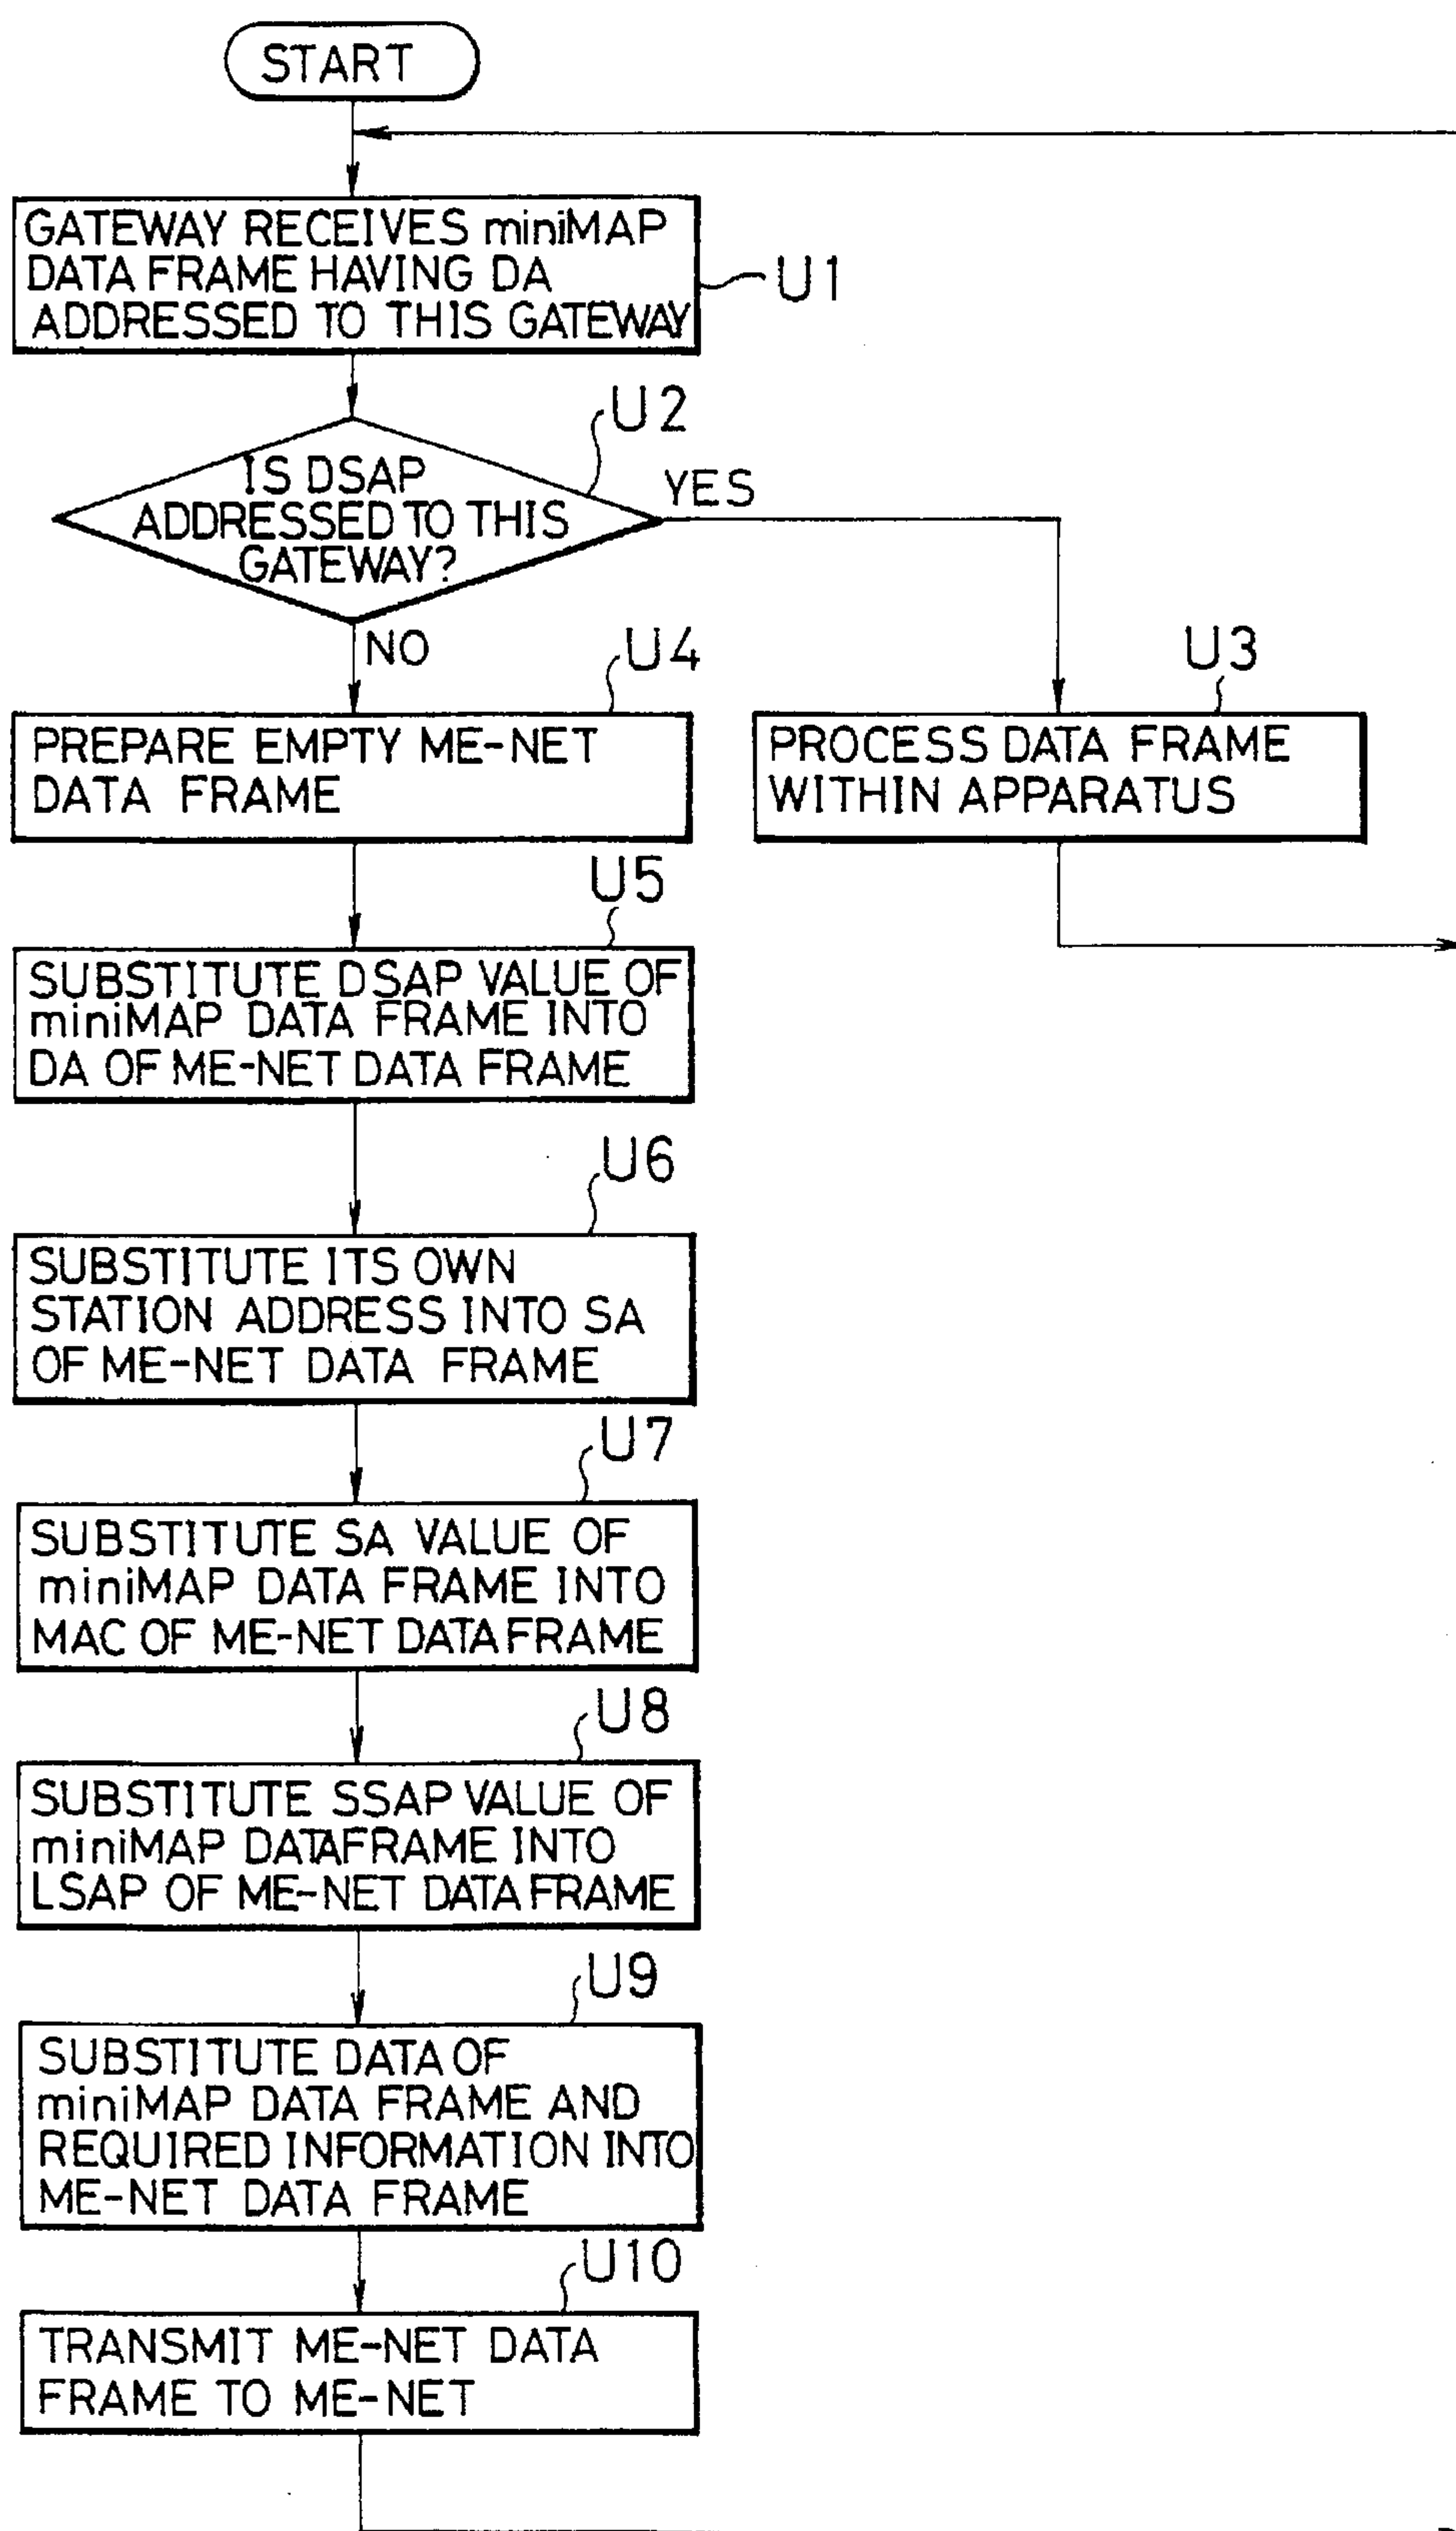 START
GATEWAY RECEIVES miniMAP
DATA FRAME HAVING DA
ADDRESSED TO THIS GATEWAY
U1
U2
IS DSAP
ADDRESSED TO THIS
GATEWAY?
YES
NO
U4
PREPARE EMPTY ME-NET
DATA FRAME
U3
PROCESS DATA FRAME
WITHIN APPARATUS
U5
SUBSTITUTE DSAP VALUE OF
miniMAP DATA FRAME INTO
DA OF ME-NET DATA FRAME
U6
SUBSTITUTE ITS OWN
STATION ADDRESS INTO SA
OF ME-NET DATA FRAME
U7
SUBSTITUTE SA VALUE OF
miniMAP DATA FRAME INTO
MAC OF ME-NET DATA FRAME
U8
SUBSTITUTE SSAP VALUE OF
miniMAP DATA FRAME INTO
LSAP OF ME-NET DATA FRAME
U9
SUBSTITUTE DATA OF
miniMAP DATA FRAME AND
REQUIRED INFORMATION INTO
ME-NET DATA FRAME
U10
TRANSMIT ME-NET DATA
FRAME TO ME-NET